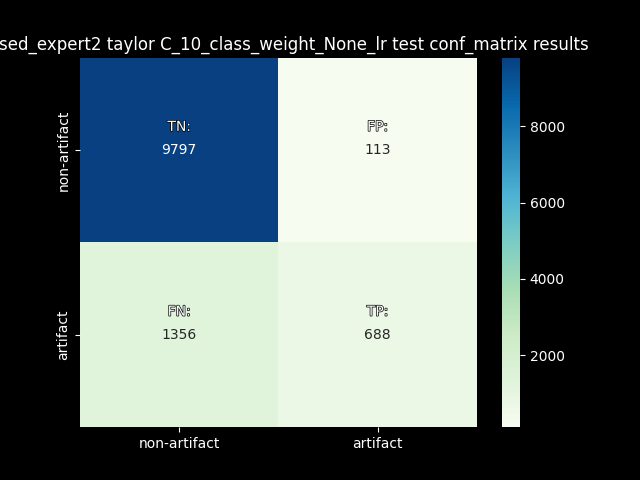 sed_expert2 taylor C_10_class_weight_None_lr test conf_matrix results
non-artifact
TN:
9797
FP:
113
artifact
FN:
1356
TP:
688
non-artifact
artifact
8000
6000
4000
2000